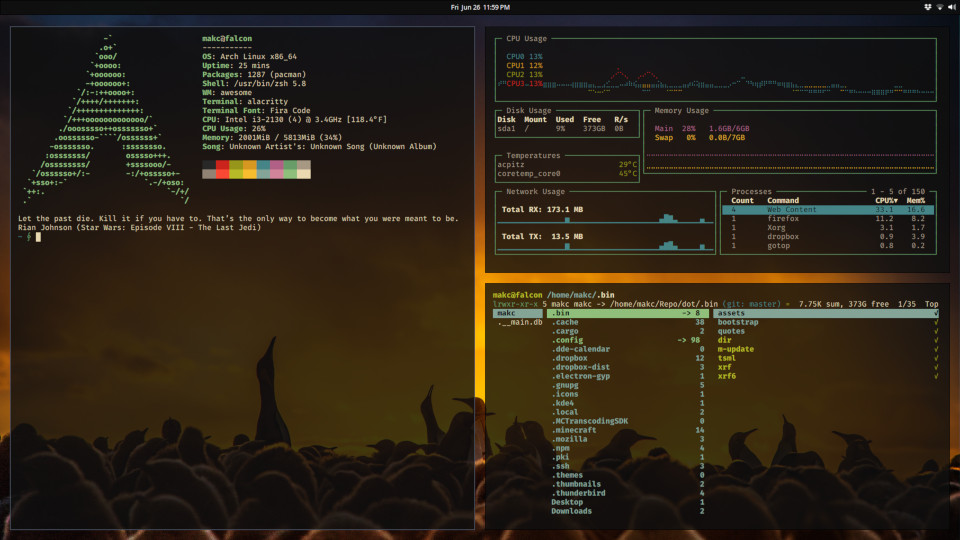 Fri Jun 26 11:59 PM
makc@falcon
-----------
OS: Arch Linux x86_64
Uptime: 25 mins
Packages: 1287 (pacman)
Shell: /usr/bin/zsh 5.8
WM: awesome
Terminal: alacritty
Terminal Font: Fira Code
CPU: Intel i3-2130 (4) @ 3.4GHz [118.4°F]
CPU Usage: 26%
Memory: 2001MiB / 5813MiB (34%)
Song: Unknown Artist's: Unknown Song (Unknown Album)
Let the past die. Kill it if you have to. That's the only way to become what you were meant to be.
Rian Johnson (Star Wars: Episode VIII - The Last Jedi)
CPU Usage
CPU0 13%
CPU1 12%
CPU2 13%
CPU3 13%
Disk Usage
Disk Mount Used Free R/s
sda1 / 9% 373GB 0B
Temperatures
acpitz 29°C
coretemp_core0 45°C
Memory Usage
Main 28% 1.6GB/6GB
Swap 0% 0.0B/7GB
Network Usage
Total RX: 173.1 MB
Total TX: 13.5 MB
Processes 1 - 5 of 150
Count Command CPU%▼ Mem%
4 Web Content 33.1 16.6
1 firefox 11.2 8.2
1 Xorg 3.1 1.7
1 dropbox 0.9 3.9
1 gotop 0.8 0.2
makc@falcon /home/makc/.bin
lrwxr-xr-x 5 makc makc -> /home/makc/Repo/dot/.bin (git: master) 7.75K sum, 373G free 1/35 Top
makc .bin -> 8 assets √
.__main.db .cache 38 bootstrap √
.cargo 2 quotes √
.config -> 98 dir √
.dde-calendar 0 m-update √
.dropbox 12 tsml √
.dropbox-dist 3 xrf √
.electron-gyp 1 xrf6 √
.gnupg 5
.icons 1
.kde4 1
.local 2
.MCTranscodingSDK 0
.minecraft 14
.mozilla 3
.npm 4
.pki 1
.ssh 3
.themes 0
.thumbnails 2
.thunderbird 4
Desktop 1
Downloads 2